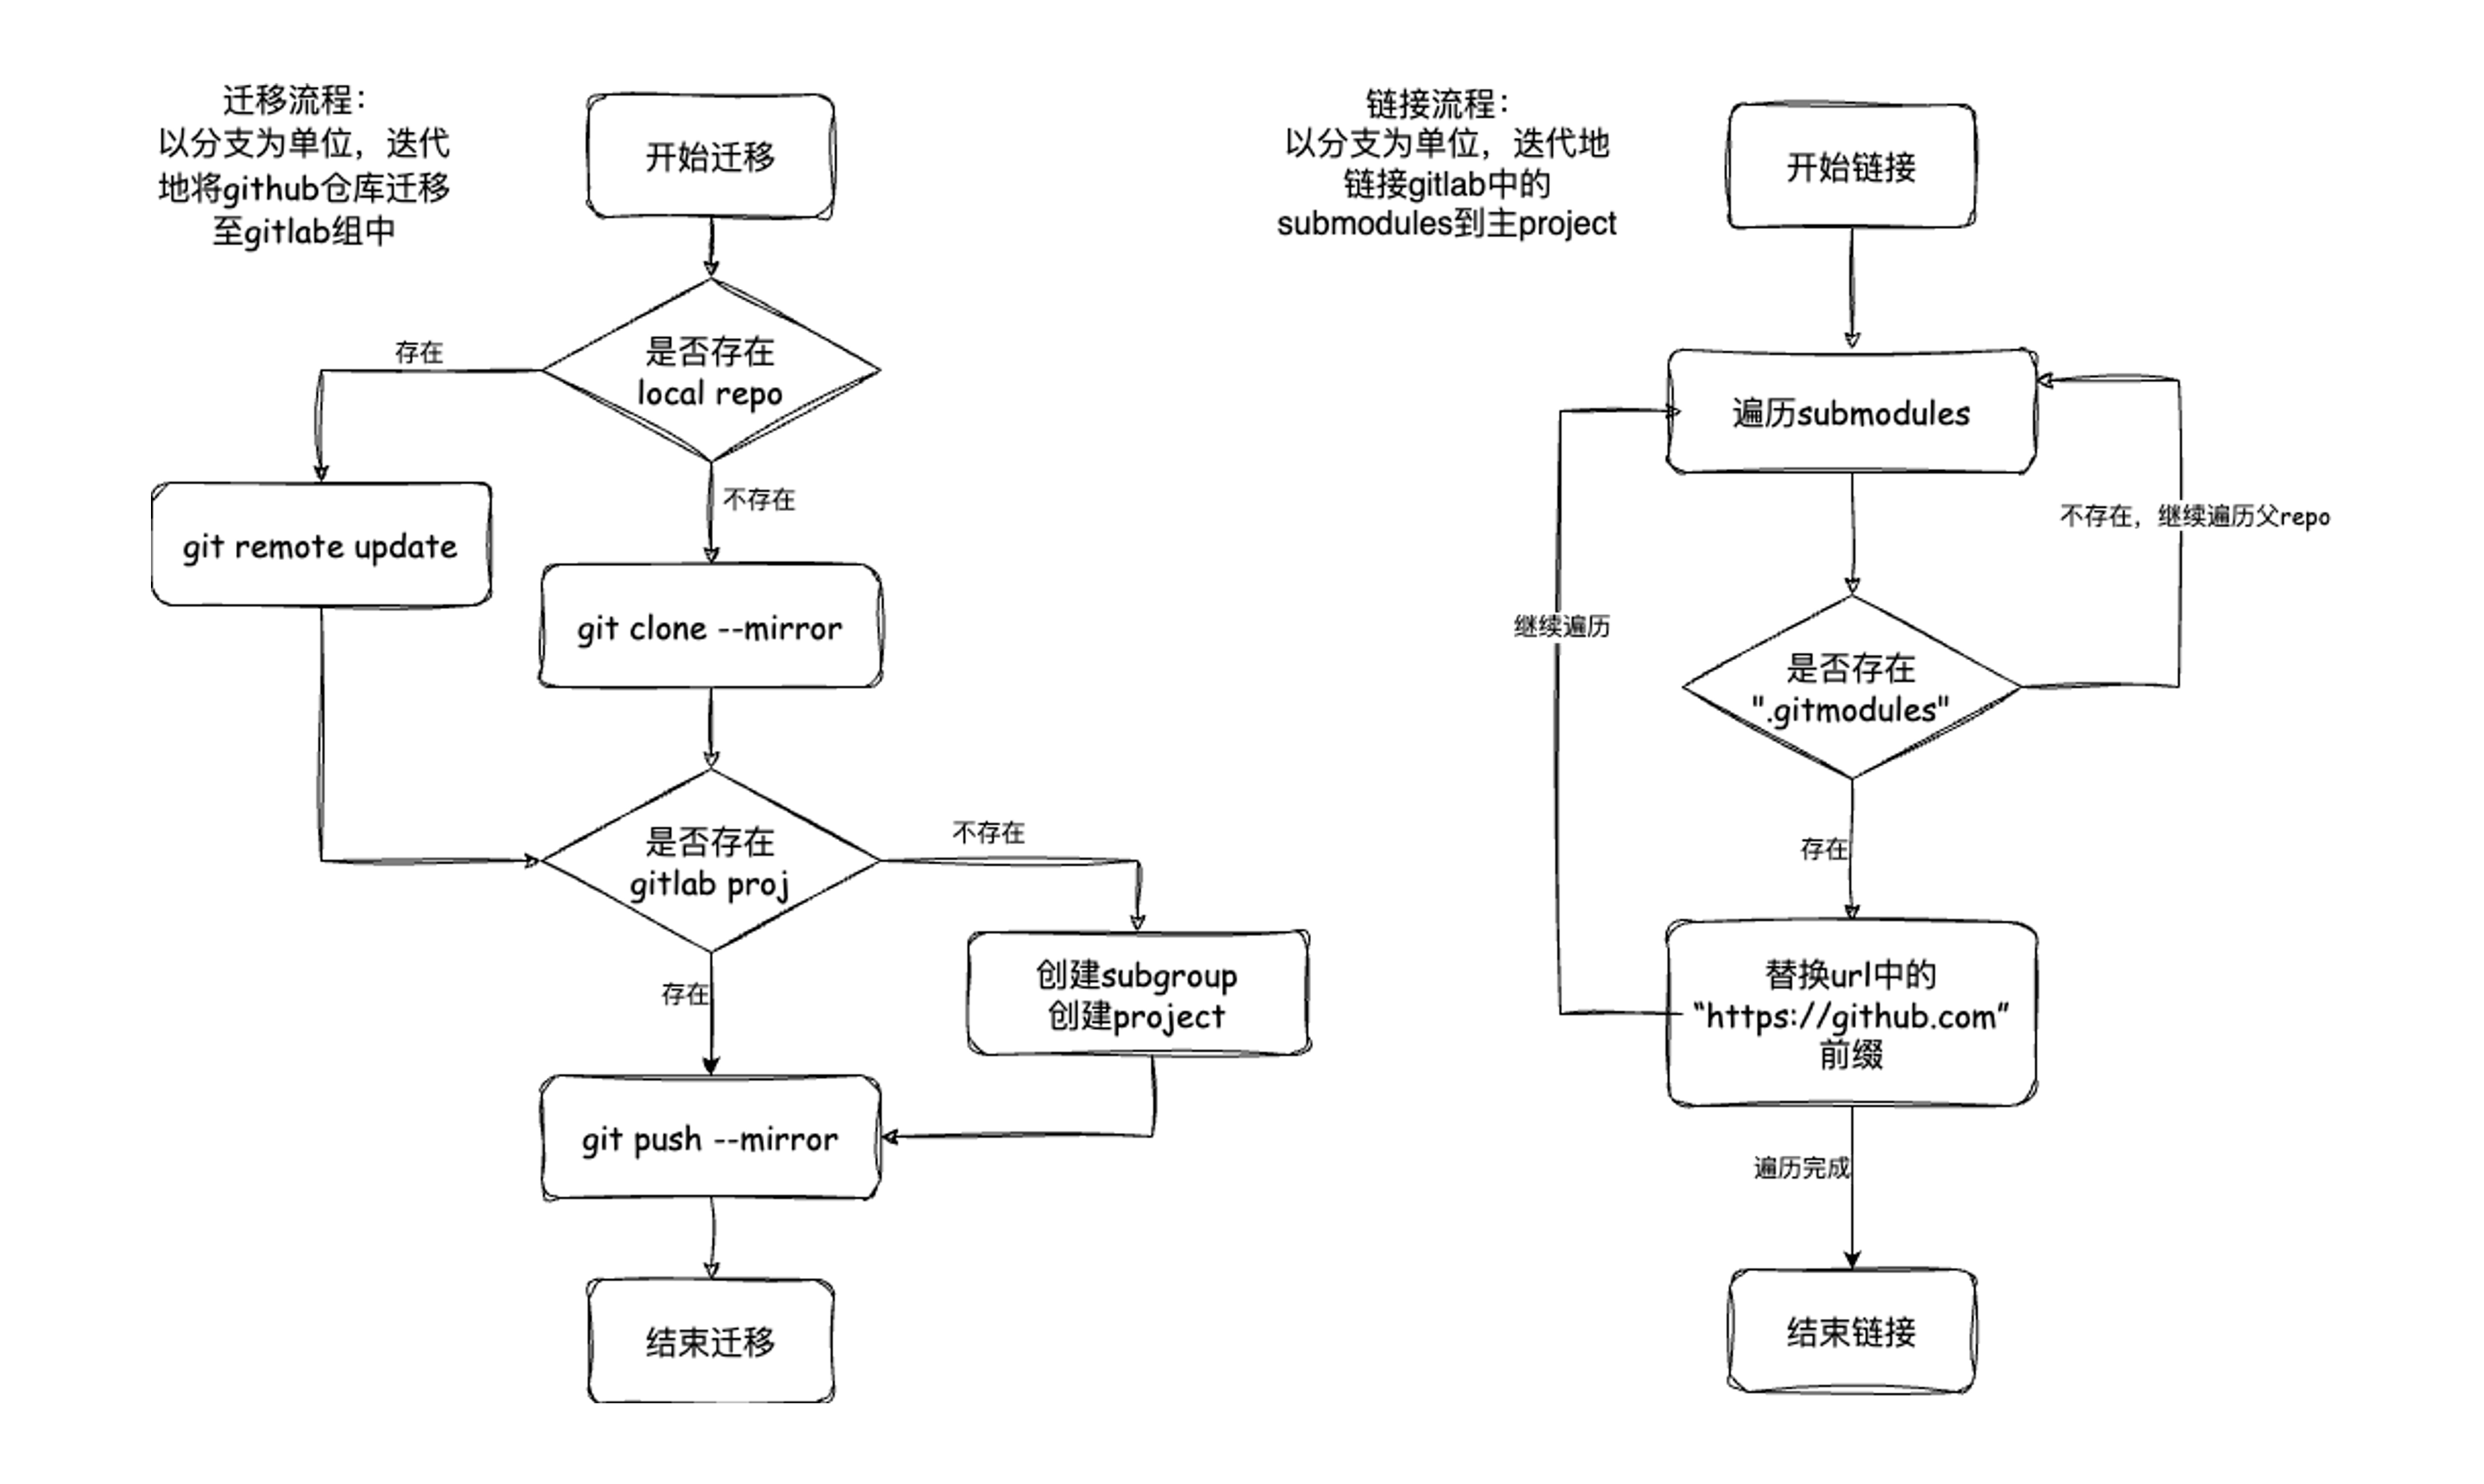 迁移流程：
以分支为单位，迭代
地将github仓库迁移
至gitlab组中
开始迁移
是否存在
local repo
存在
不存在
git remote update
git clone --mirror
是否存在
gitlab proj
不存在
存在
创建subgroup
创建project
git push --mirror
结束迁移
链接流程：
以分支为单位，迭代地
链接gitlab中的
submodules到主project
开始链接
遍历submodules
不存在，继续遍历父repo
继续遍历
是否存在
".gitmodules"
存在
替换url中的
“https://github.com”
前缀
遍历完成
结束链接